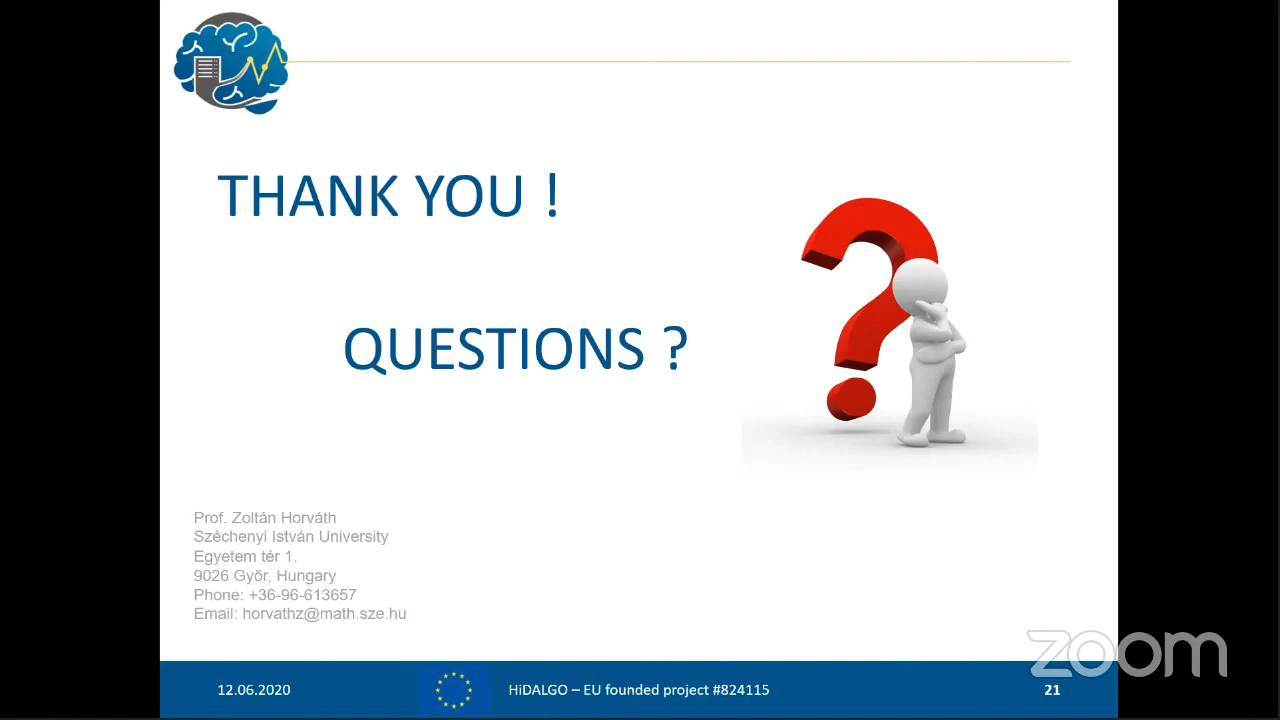 THANK YOU !
QUESTIONS ?
Prof. Zoltán Horváth
Széchenyi István University
Egyetem tér 1.
9026 Győr, Hungary
Phone: +36-96-613657
Email: horvathz@math.sze.hu
zoom
12.06.2020
HiDALGO – EU founded project #824115
21